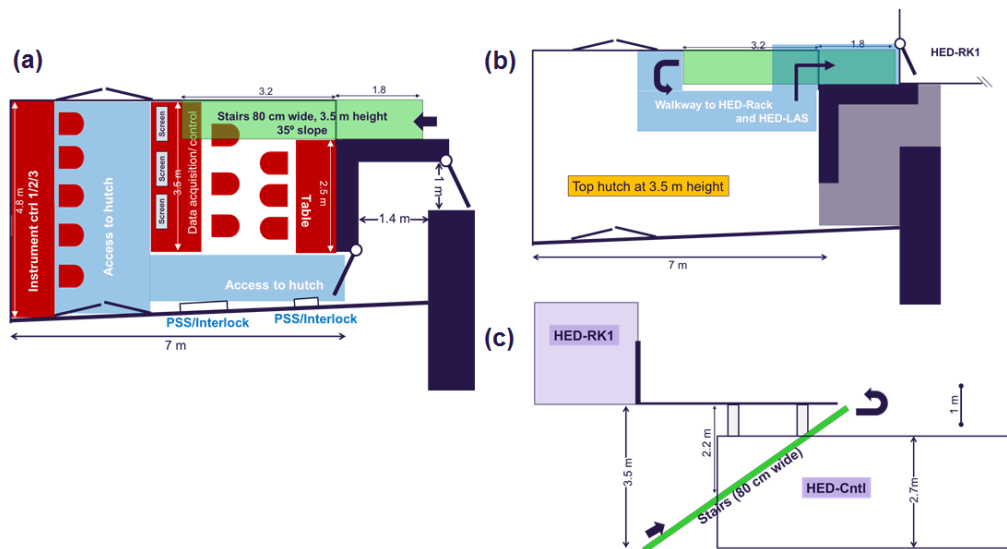 (a)
3.2
1.8
Stairs 80 cm wide, 3.5 m height
35º slope
4.8 m
Instrument ctrl 1/2/3
Access to hutch
Screen
Screen
Screen
3.5 m
Data acquisition/ control
2.5 m
Table
1 m
1.4 m
Access to hutch
PSS/Interlock
PSS/Interlock
7 m
(b)
3.2
1.8
HED-RK1
Walkway to HED-Rack
and HED-LAS
Top hutch at 3.5 m height
7 m
(c)
HED-RK1
1 m
2.2 m
3.5 m
Stairs (80 cm wide)
HED-Cntl
2.7m